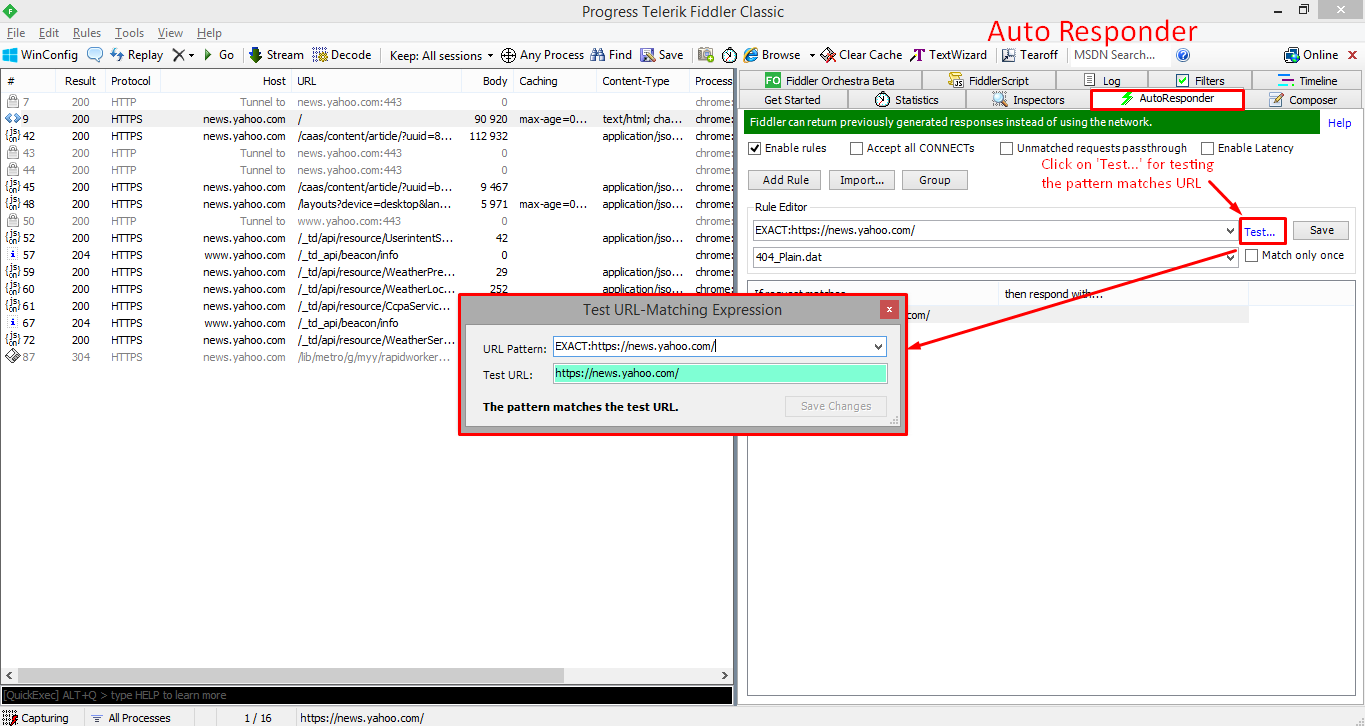 Progress Telerik Fiddler Classic
Auto Responder
File Edit Rules Tools View Help
WinConfig Replay Go Stream Decode Keep: All sessions Any Process Find Save Browse Clear Cache TextWizard Tearoff MSDN Search... Online
# Result Protocol Host URL Body Caching Content-Type Process
7 200 HTTP Tunnel to news.yahoo.com:443 0 chrome:
9 200 HTTPS news.yahoo.com / 90 920 max-age=0... text/html; cha... chrome:
42 200 HTTPS news.yahoo.com /caas/content/article/?uuid=8... 112 932 application/jso... chrome:
43 200 HTTP Tunnel to news.yahoo.com:443 0 chrome:
44 200 HTTP Tunnel to news.yahoo.com:443 0 chrome:
45 200 HTTPS news.yahoo.com /caas/content/article/?uuid=b... 9 467 application/jso... chrome:
48 200 HTTPS news.yahoo.com /layouts?device=desktop&lan... 5 971 max-age=0... application/jso... chrome:
50 200 HTTP Tunnel to www.yahoo.com:443 0 chrome:
52 200 HTTPS news.yahoo.com /_td/api/resource/UserintentS... 42 application/jso... chrome:
57 204 HTTPS www.yahoo.com /_td_api/beacon/info 0 chrome:
59 200 HTTPS news.yahoo.com /_td/api/resource/WeatherPre... 29 application/jso... chrome:
60 200 HTTPS news.yahoo.com /_td/api/resource/WeatherLoc... 252 application/jso... chrome:
61 200 HTTPS news.yahoo.com /_td/api/resource/CcpaServic...
67 204 HTTPS www.yahoo.com /_td_api/beacon/info
72 200 HTTPS news.yahoo.com /_td/api/resource/WeatherSer...
87 304 HTTPS news.yahoo.com /lib/metro/g/myy/rapidworker...
Fiddler Orchestra Beta FiddlerScript Log Filters Timeline
Get Started Statistics Inspectors AutoResponder Composer
Fiddler can return previously generated responses instead of using the network. Help
Enable rules Accept all CONNECTs Unmatched requests passthrough Enable Latency
Click on 'Test...' for testing
the pattern matches URL
Add Rule Import... Group
Rule Editor
EXACT:https://news.yahoo.com/ Test... Save
404_Plain.dat Match only once
If request matches... then respond with...
com/
Test URL-Matching Expression
URL Pattern: EXACT:https://news.yahoo.com/
Test URL: https://news.yahoo.com/
The pattern matches the test URL. Save Changes
[QuickExec] ALT+Q > type HELP to learn more
Capturing All Processes 1 / 16 https://news.yahoo.com/